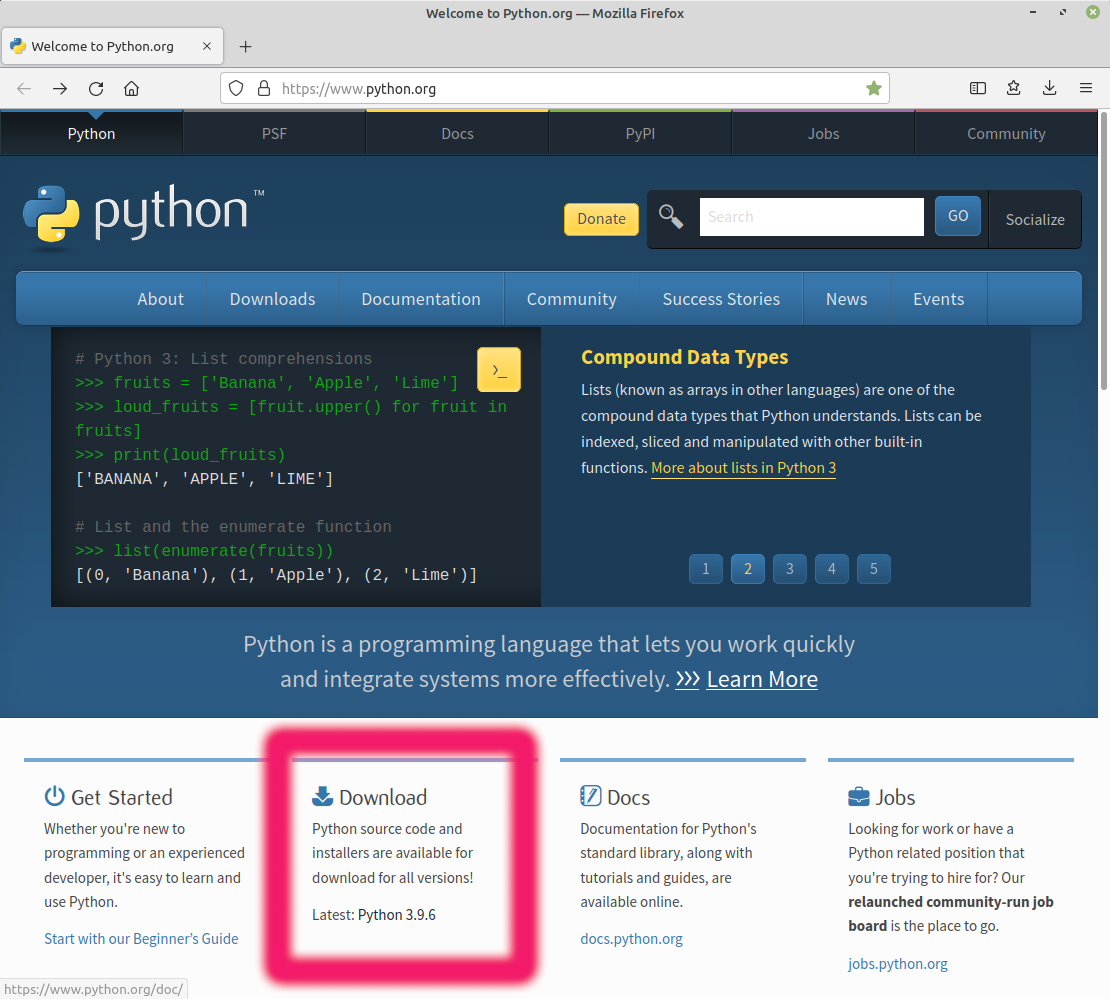 Welcome to Python.org — Mozilla Firefox
Welcome to Python.org
https://www.python.org
Python PSF Docs PyPI Jobs Community
python™
Donate
Search
GO
Socialize
About Downloads Documentation Community Success Stories News Events
# Python 3: List comprehensions
>>> fruits = ['Banana', 'Apple', 'Lime']
>>> loud_fruits = [fruit.upper() for fruit in
fruits]
>>> print(loud_fruits)
['BANANA', 'APPLE', 'LIME']
# List and the enumerate function
>>> list(enumerate(fruits))
[(0, 'Banana'), (1, 'Apple'), (2, 'Lime')]
>_
Compound Data Types
Lists (known as arrays in other languages) are one of the
compound data types that Python understands. Lists can be
indexed, sliced and manipulated with other built-in
functions. More about lists in Python 3
1 2 3 4 5
Python is a programming language that lets you work quickly
and integrate systems more effectively. >>> Learn More
Get Started
Whether you're new to
programming or an experienced
developer, it's easy to learn and
use Python.
Start with our Beginner’s Guide
Download
Python source code and
installers are available for
download for all versions!
Latest: Python 3.9.6
Docs
Documentation for Python's
standard library, along with
tutorials and guides, are
available online.
docs.python.org
Jobs
Looking for work or have a
Python related position that
you're trying to hire for? Our
relaunched community-run job
board is the place to go.
jobs.python.org
https://www.python.org/doc/